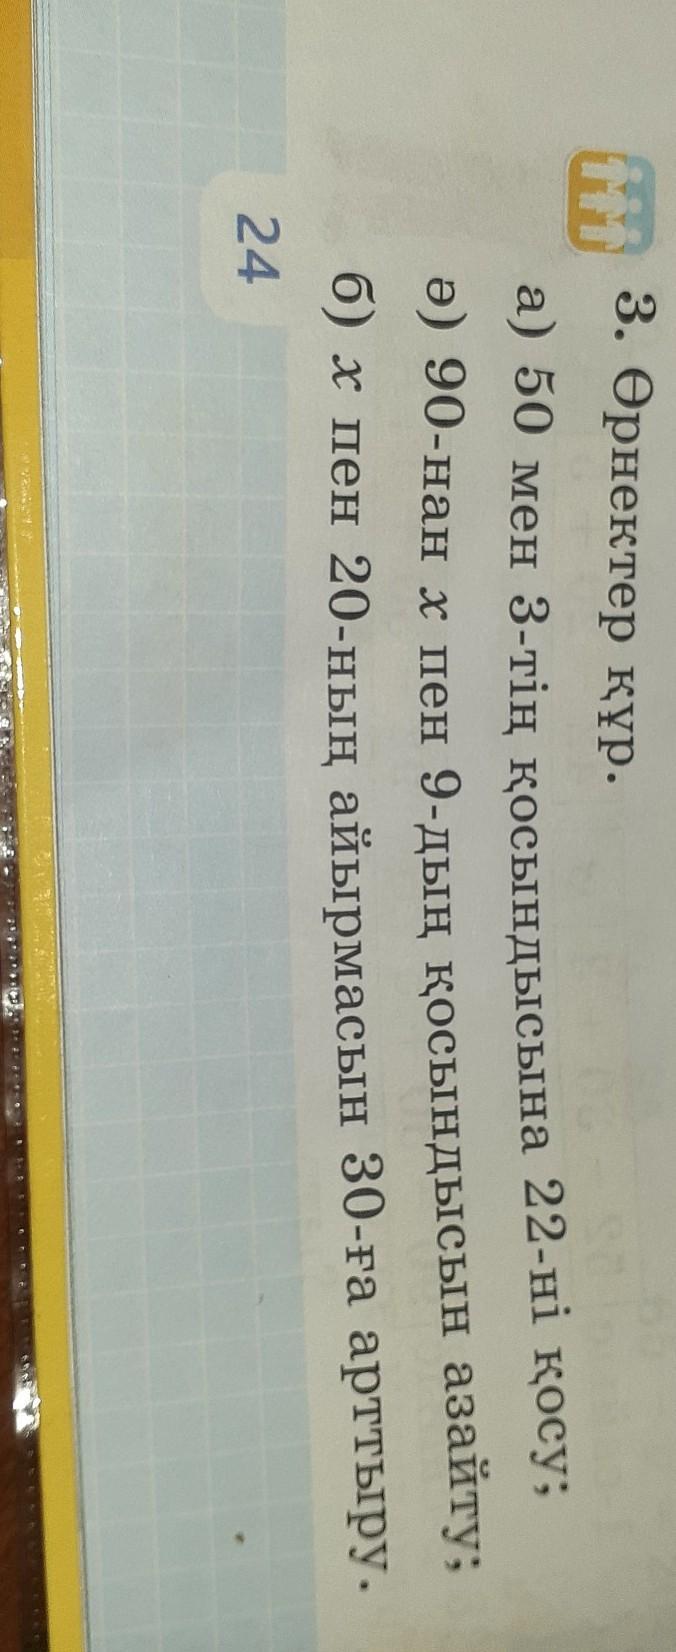 3. Өрнектер құр.
а) 50 мен 3-тің қосындысына 22-ні қосу;
ә) 90-нан х пен 9-дың қосындысын азайту;
б) х пен 20-ның айырмасын 30-ға арттыру.
24